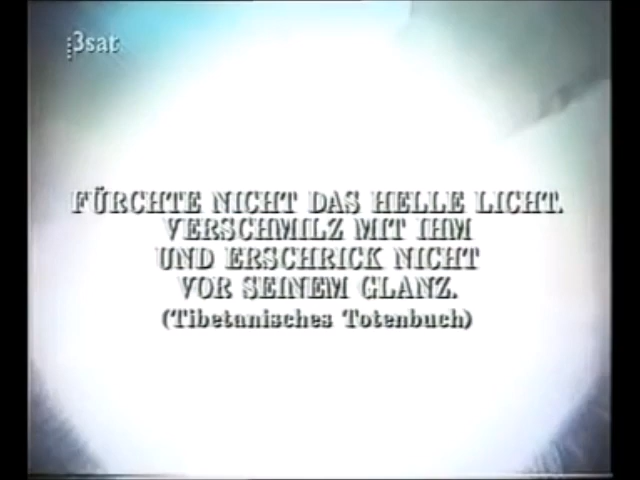 3sat
FÜRCHTE NICHT DAS HELLE LICHT.
VERSCHMILZ MIT IHM
UND ERSCHRICK NICHT
VOR SEINEM GLANZ.
(Tibetanisches Totenbuch)